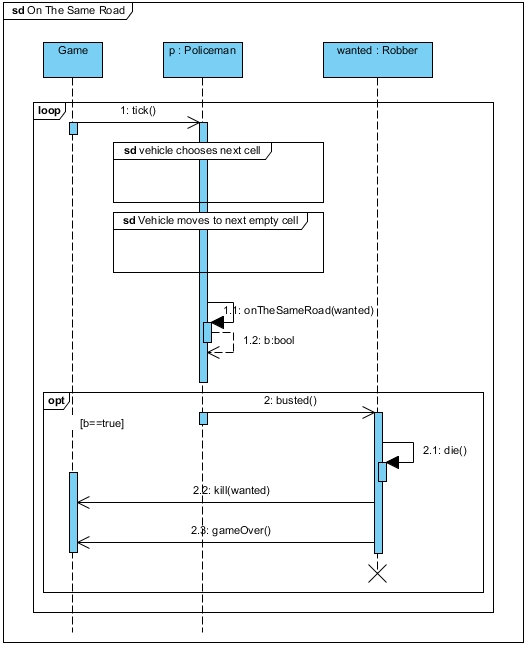 sd On The Same Road
Game
p : Policeman
wanted : Robber
loop
1: tick()
sd vehicle chooses next cell
sd Vehicle moves to next empty cell
1.1: onTheSameRoad(wanted)
1.2: b:bool
opt
2: busted()
[b==true]
2.1: die()
2.2: kill(wanted)
2.3: gameOver()